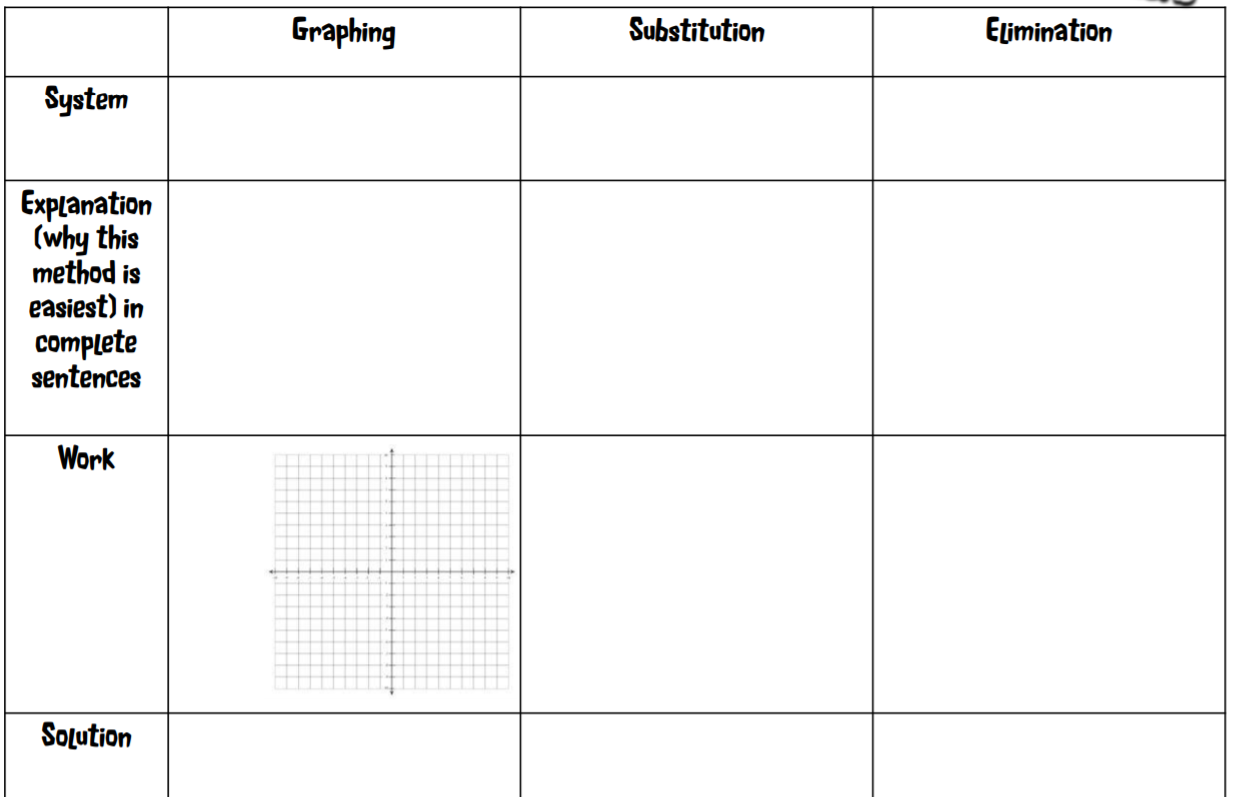 Graphing
Substitution
Elimination
System
Explanation
(why this
method is
easiest) in
complete
sentences
Work
Solution